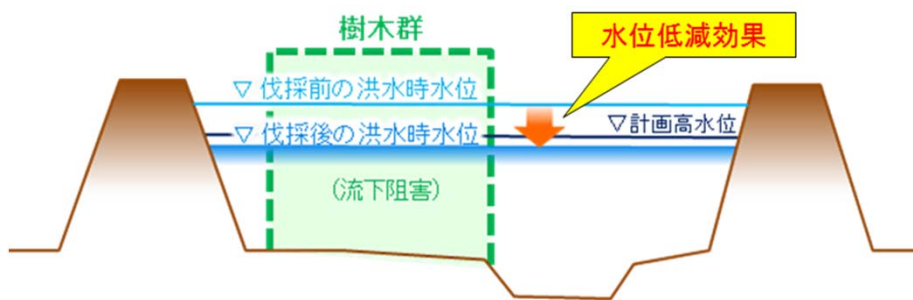 樹木群
水位低減効果
▽伐採前の洪水時水位
▽計画高水位
▽伐採後の洪水時水位
(流下阻害)